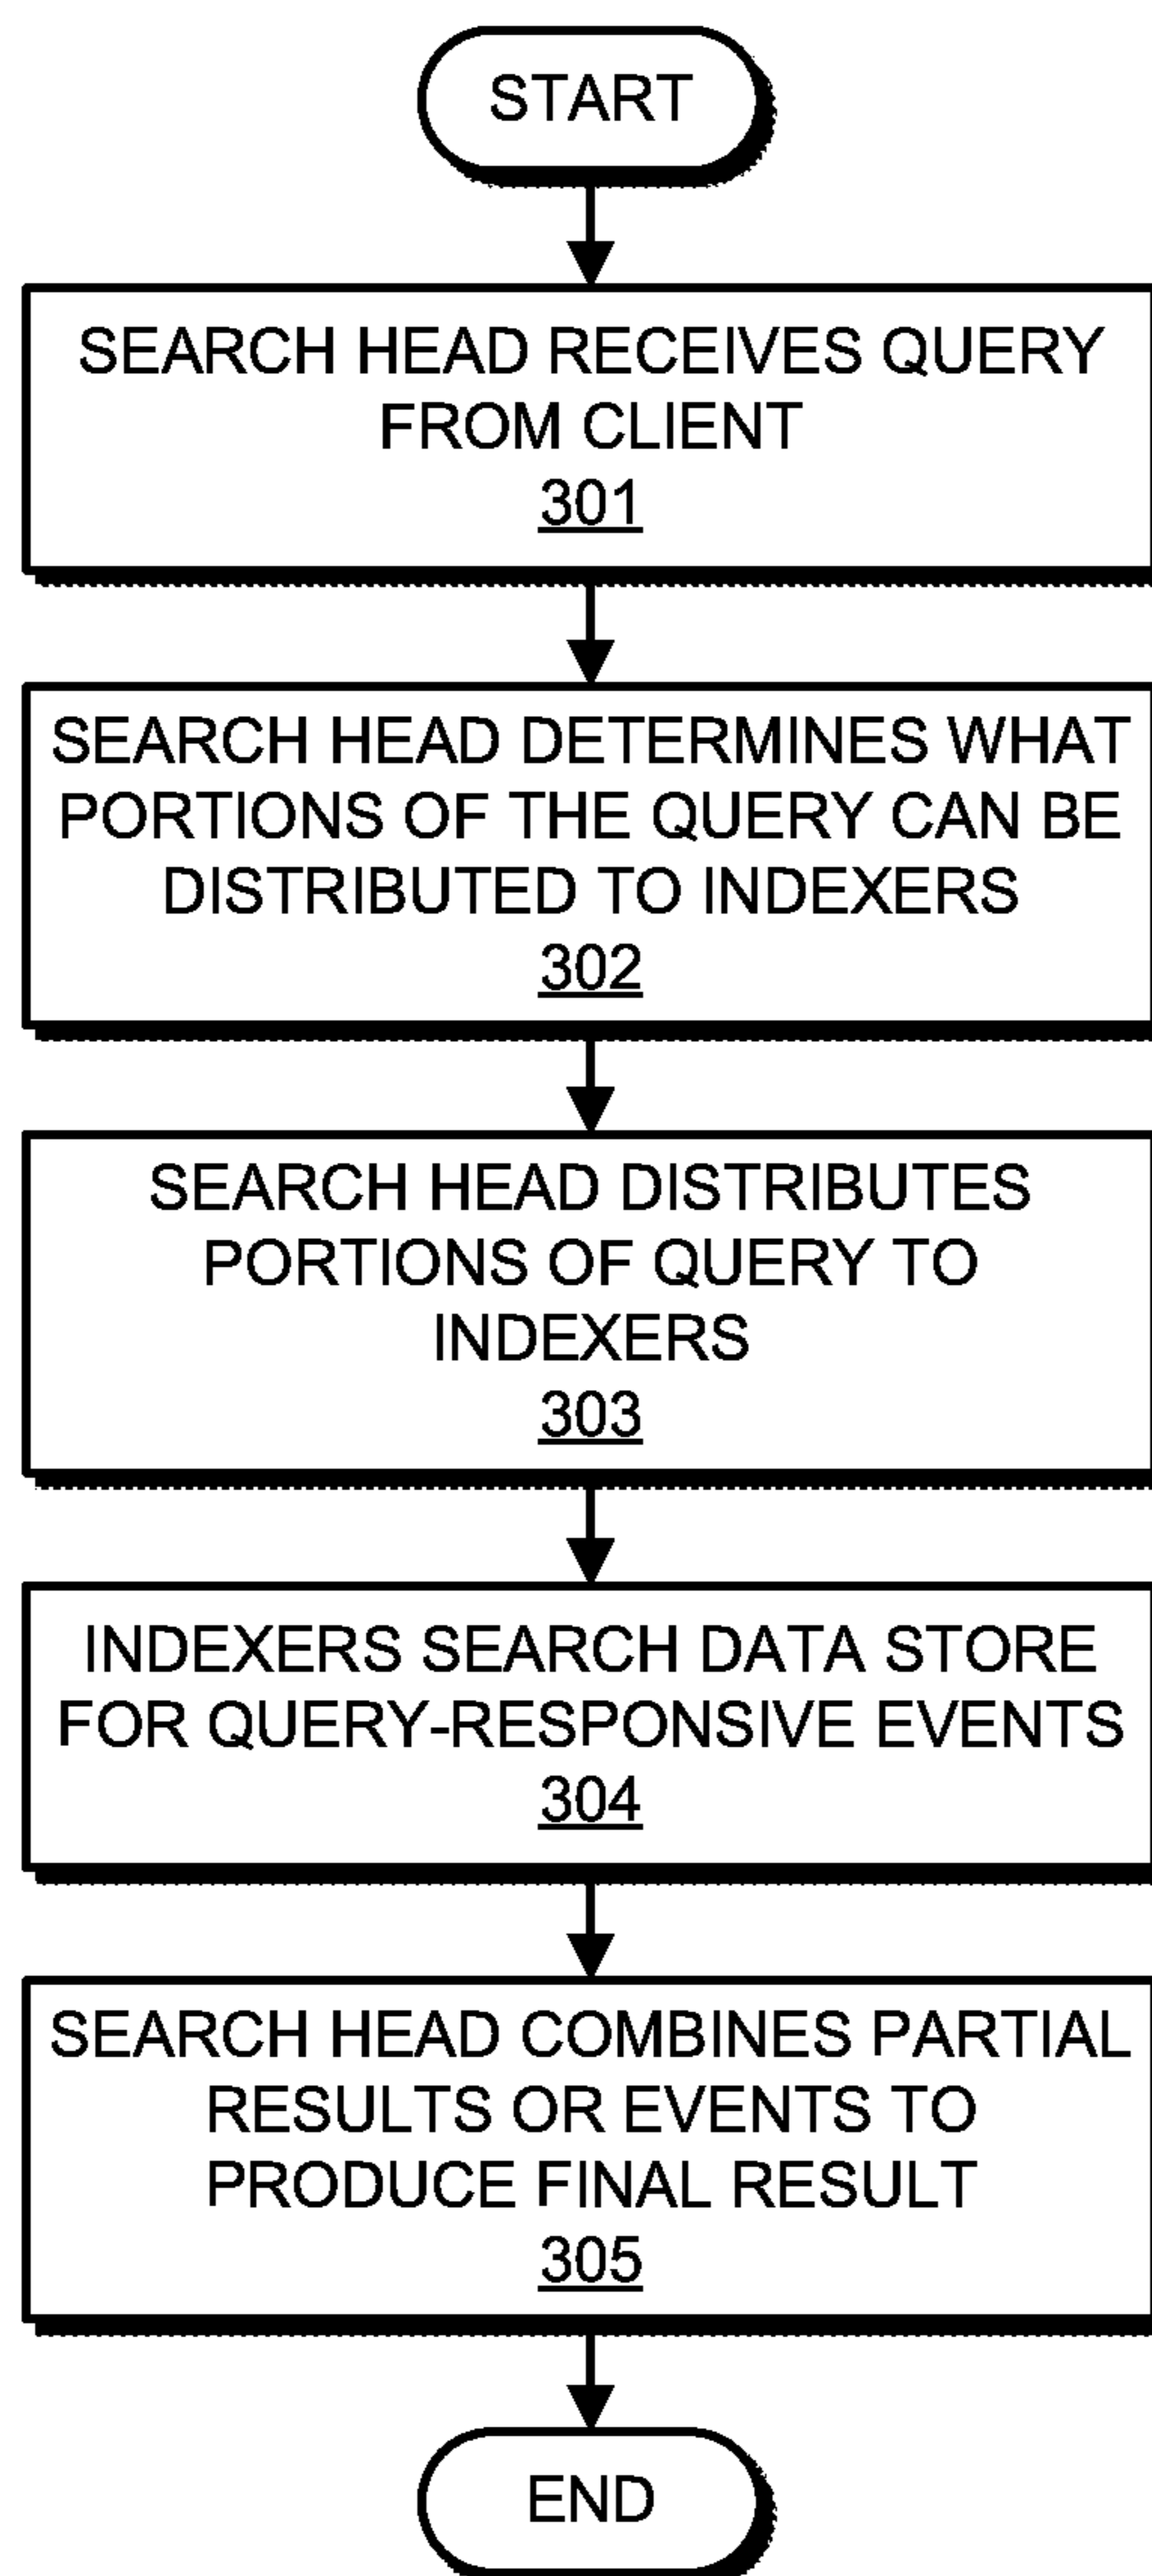 START
SEARCH HEAD RECEIVES QUERY
FROM CLIENT
301
SEARCH HEAD DETERMINES WHAT
PORTIONS OF THE QUERY CAN BE
DISTRIBUTED TO INDEXERS
302
SEARCH HEAD DISTRIBUTES
PORTIONS OF QUERY TO
INDEXERS
303
INDEXERS SEARCH DATA STORE
FOR QUERY-RESPONSIVE EVENTS
304
SEARCH HEAD COMBINES PARTIAL
RESULTS OR EVENTS TO
PRODUCE FINAL RESULT
305
END